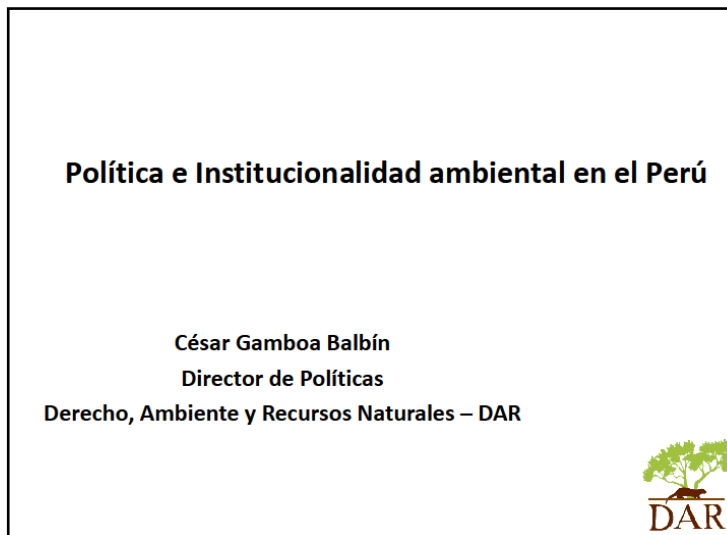 Política e Institucionalidad ambiental en el Perú
César Gamboa Balbín
Director de Políticas
Derecho, Ambiente y Recursos Naturales – DAR
DAR